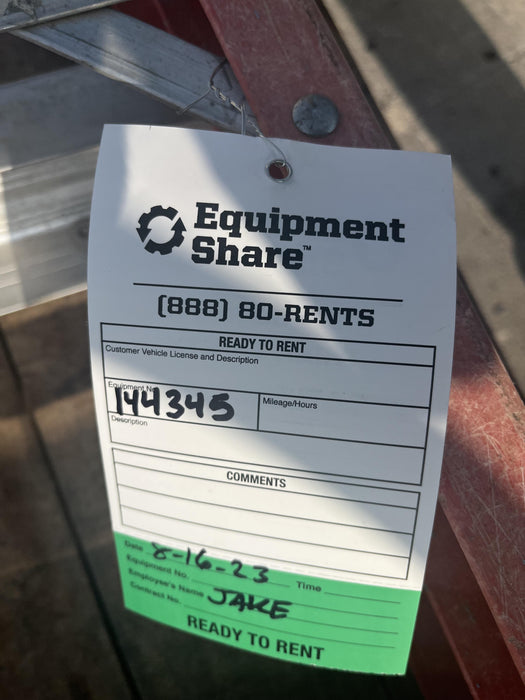 Equipment
Share™
(888) 80-RENTS
READY TO RENT
Customer Vehicle License and Description
Equipment No.
144345
Mileage/Hours
Description
COMMENTS
Date 8-16-23 Time
Equipment No.
Employee's Name JAKE
Contract No.
READY TO RENT